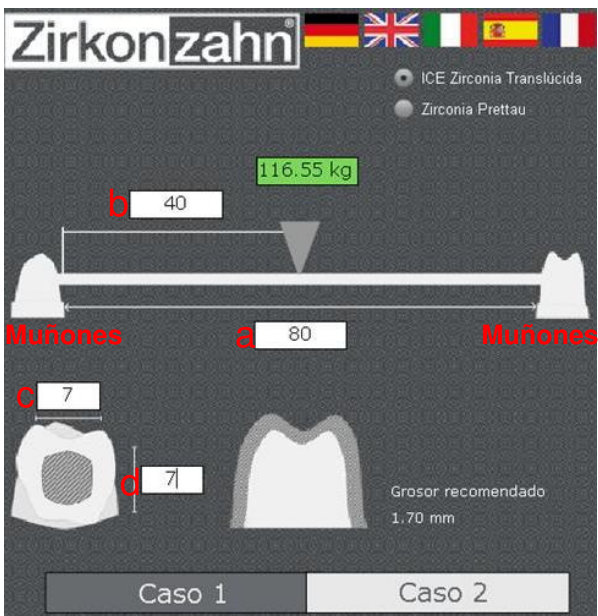 Zirkonzahn®
ICE Zirconia Translúcida
Zirconia Prettau
116.55 kg
b 40
Muñones
Muñones
a 80
c 7
d 7
Grosor recomendado
1.70 mm
Caso 1
Caso 2